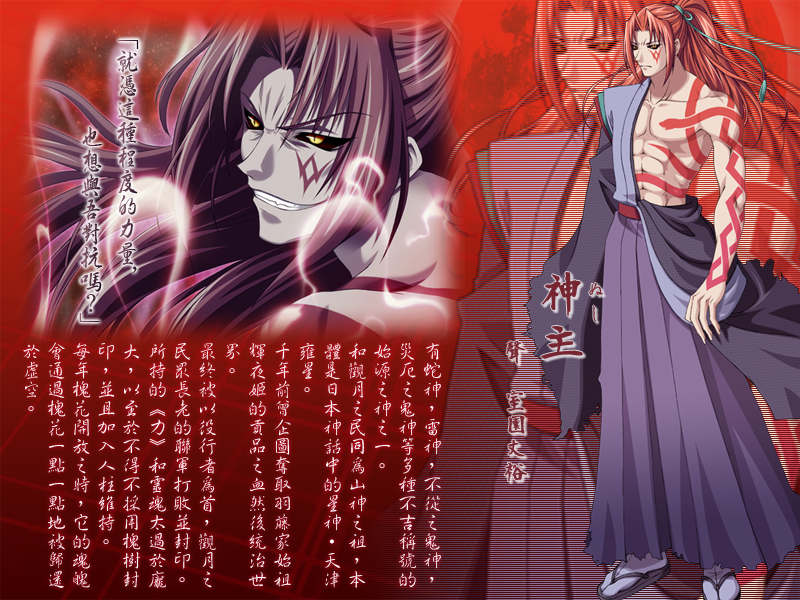 「就憑這種程度的力量，
也想與吾對抗嗎？」
神主
ぬし
聲 室園丈裕
有蛇神，雷神，不從之鬼神，
災厄之鬼神等多種不吉稱號的
始源之神之一。
和觀月之民同為山神之祖，本
體是日本神話中的星神·天津
甕星。
千年前曾企圖奪取羽藤家始祖
輝夜姬的貢品之血然後統治世
界。
最終被以役行者為首，觀月之
民眾長老的聯軍打敗並封印。
所持的《力》和靈魂太過於龐
大，以至於不得不採用槐樹封
印，並且加入人柱維持。
每年槐花開放之時，它的魂魄
會通過槐花一點一點地被歸還
於虛空。